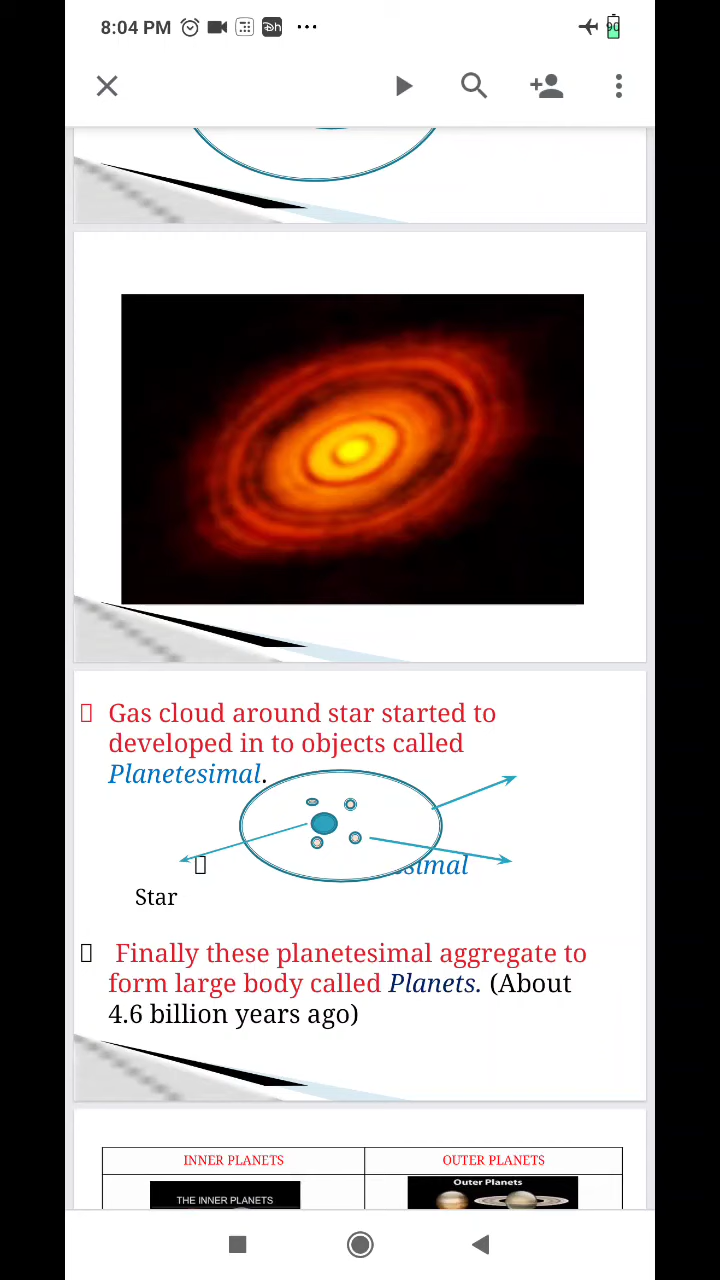 8:04 PM
90
Gas cloud around star started to
developed in to objects called
Planetesimal.
Star
Finally these planetesimal aggregate to
form large body called Planets. (About
4.6 billion years ago)
INNER PLANETS OUTER PLANETS
THE INNER PLANETS Outer Planets